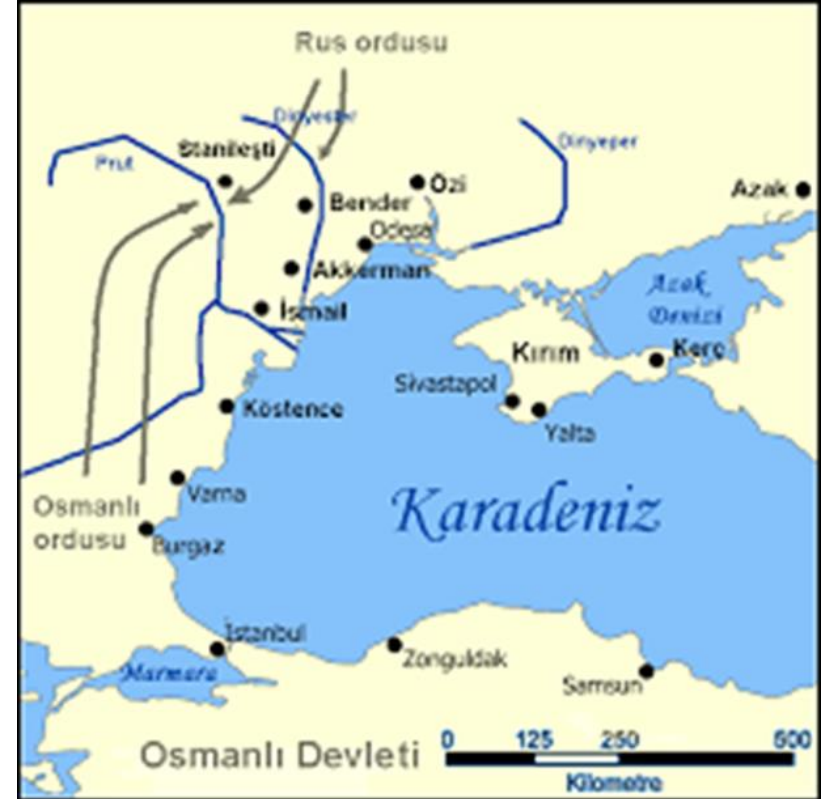 Rus ordusu
Dinyester
Stanileşti
Prut
Dinyeper
Özi
Azak
Bender
Odesa
Akkerman
Azak
Denizi
İsmail
Kırım
Kerç
Sivastapol
Köstence
Yalta
Varna
Karadeniz
Osmanlı
ordusu
Burgaz
İstanbul
Zonguldak
Marmara
Samsun
Osmanlı Devleti
0 125 250 500
Kilometre